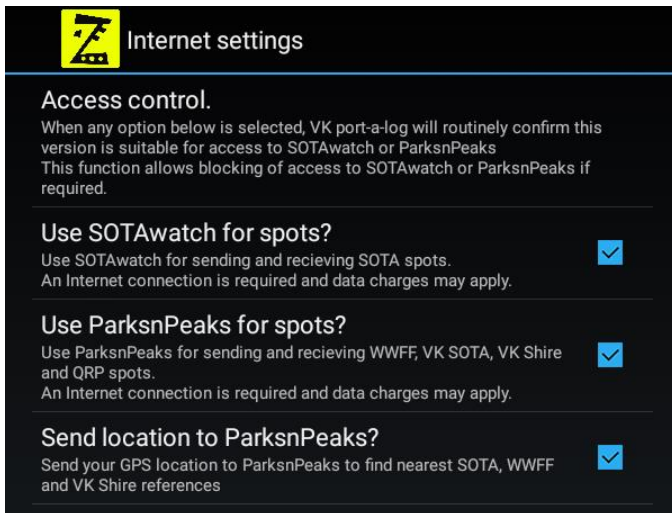 Internet settings
Access control.
When any option below is selected, VK port-a-log will routinely confirm this
version is suitable for access to SOTAwatch or ParksnPeaks
This function allows blocking of access to SOTAwatch or ParksnPeaks if
required.
Use SOTAwatch for spots?
Use SOTAwatch for sending and recieving SOTA spots.
An Internet connection is required and data charges may apply.
Use ParksnPeaks for spots?
Use ParksnPeaks for sending and recieving WWFF, VK SOTA, VK Shire
and QRP spots.
An Internet connection is required and data charges may apply.
Send location to ParksnPeaks?
Send your GPS location to ParksnPeaks to find nearest SOTA, WWFF
and VK Shire references